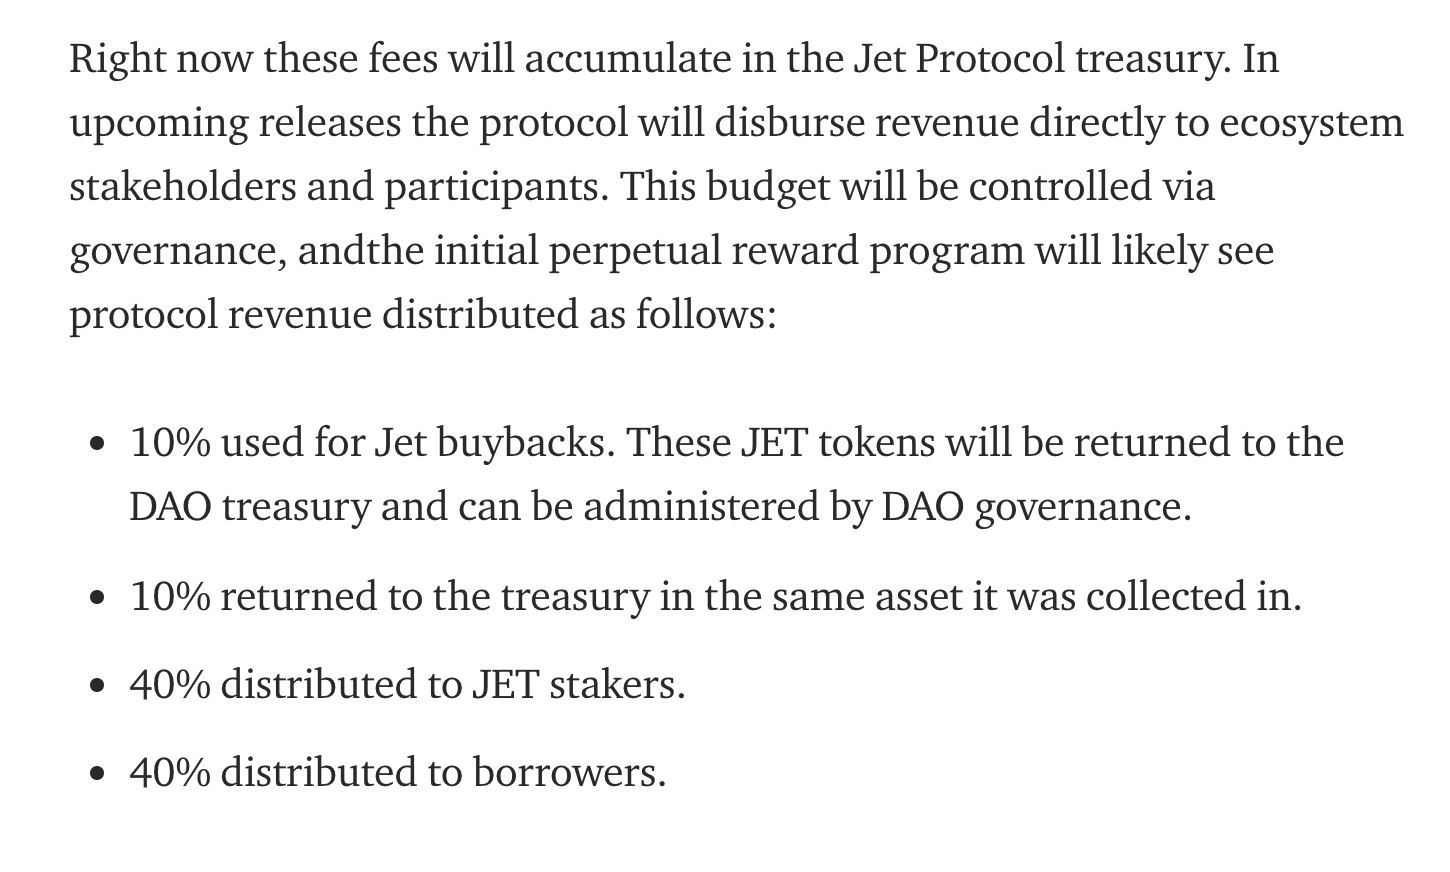 Right now these fees will accumulate in the Jet Protocol treasury. In
upcoming releases the protocol will disburse revenue directly to ecosystem
stakeholders and participants. This budget will be controlled via
governance, andthe initial perpetual reward program will likely see
protocol revenue distributed as follows:
• 10% used for Jet buybacks. These JET tokens will be returned to the
DAO treasury and can be administered by DAO governance.
• 10% returned to the treasury in the same asset it was collected in.
• 40% distributed to JET stakers.
• 40% distributed to borrowers.